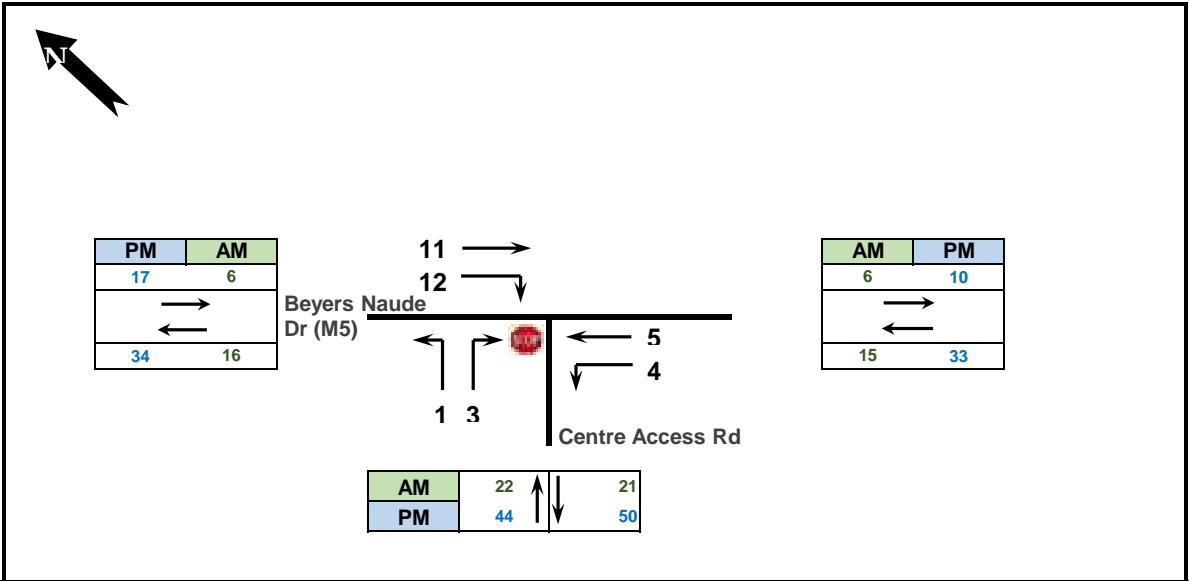 N
PM AM
17 6
34 16
Beyers Naude
Dr (M5)
11
12
5
4
1 3
Centre Access Rd
AM PM
6 10
15 33
AM 22 21
PM 44 50